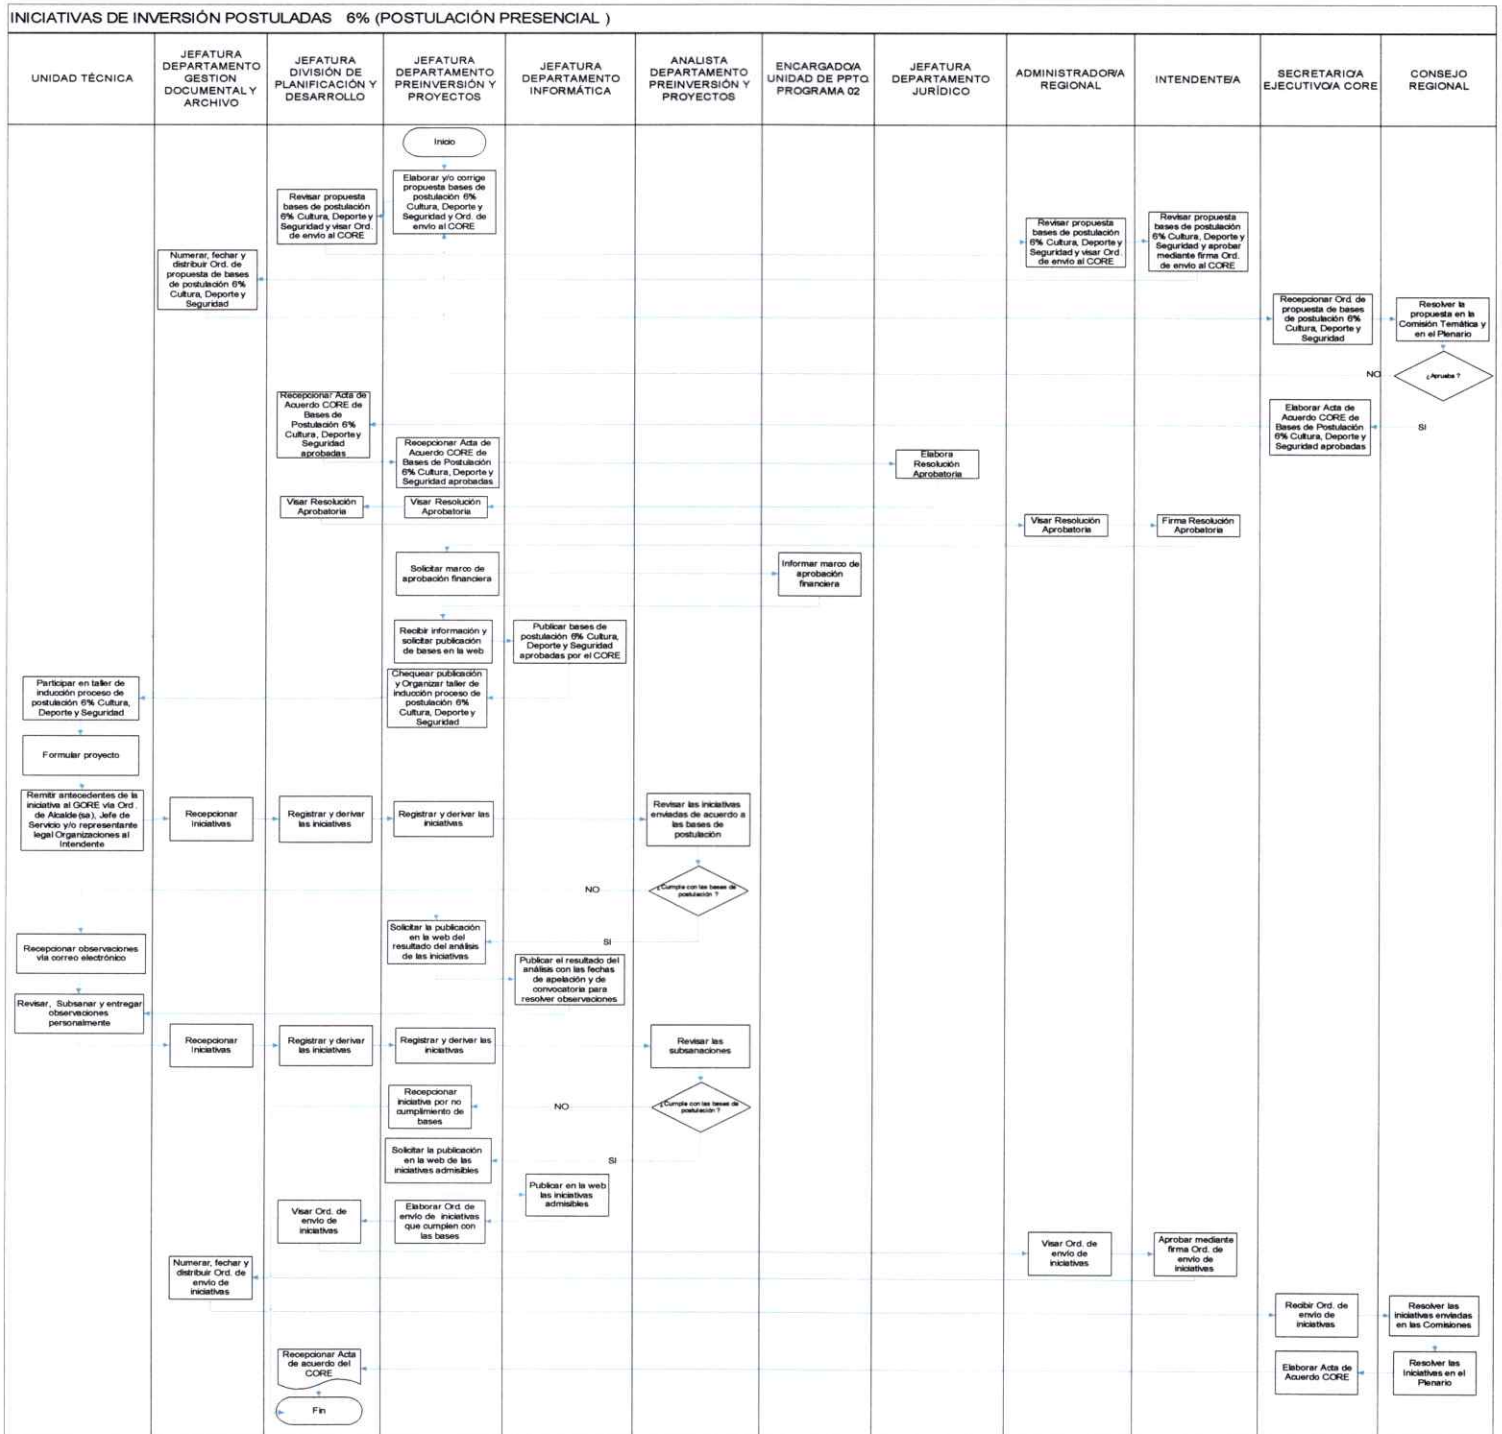 INICIATIVAS DE INVERSIÓN POSTULADAS 6% (POSTULACIÓN PRESENCIAL )
UNIDAD TÉCNICA
JEFATURA
DEPARTAMENTO
GESTION
DOCUMENTAL Y
ARCHIVO
JEFATURA
DIVISIÓN DE
PLANIFICACIÓN Y
DESARROLLO
JEFATURA
DEPARTAMENTO
PREINVERSIÓN Y
PROYECTOS
JEFATURA
DEPARTAMENTO
INFORMÁTICA
ANALISTA
DEPARTAMENTO
PREINVERSIÓN Y
PROYECTOS
ENCARGADO/A
UNIDAD DE PPTO
PROGRAMA 02
JEFATURA
DEPARTAMENTO
JURÍDICO
ADMINISTRADOR/A
REGIONAL
INTENDENTE/A
SECRETARIO/A
EJECUTIVO/A CORE
CONSEJO
REGIONAL
Inicio
Elaborar y/o corrige
propuesta bases de
postulación 6%
Cultura, Deporte y
Seguridad y Ord. de
envío al CORE
Revisar propuesta
bases de postulación
6% Cultura, Deporte y
Seguridad y visar Ord.
de envío al CORE
Revisar propuesta
bases de postulación
6% Cultura, Deporte y
Seguridad y visar Ord.
de envío al CORE
Revisar propuesta
bases de postulación
6% Cultura, Deporte y
Seguridad y aprobar
mediante firma Ord.
de envío al CORE
Numerar, fechar y
distribuir Ord. de
propuesta de bases
de postulación 6%
Cultura, Deporte y
Seguridad
Recepcionar Ord. de
propuesta de bases
de postulación 6%
Cultura, Deporte y
Seguridad
Resolver la
propuesta en la
Comisión Temática y
en el Plenario
¿Aprueba ?
NO
SI
Elaborar Acta de
Acuerdo CORE de
Bases de Postulación
6% Cultura, Deporte y
Seguridad aprobadas
Recepcionar Acta de
Acuerdo CORE de
Bases de
Postulación 6%
Cultura, Deporte y
Seguridad
aprobadas
Recepcionar Acta de
Acuerdo CORE de
Bases de Postulación
6% Cultura, Deporte y
Seguridad aprobadas
Elabora
Resolución
Aprobatoria
Visar Resolución
Aprobatoria
Visar Resolución
Aprobatoria
Visar Resolución
Aprobatoria
Firma Resolución
Aprobatoria
Solicitar marco de
aprobación financiera
Informar marco de
aprobación
financiera
Recibir información y
solicitar publicación
de bases en la web
Publicar bases de
postulación 6% Cultura,
Deporte y Seguridad
aprobadas por el CORE
Chequear publicación
y Organizar taller de
inducción proceso de
postulación 6%
Cultura, Deporte y
Seguridad
Participar en taller de
inducción proceso de
postulación 6% Cultura,
Deporte y Seguridad
Formular proyecto
Remitir antecedentes de la
iniciativa al GORE vía Ord.
de Alcalde(sa), Jefe de
Servicio y/o representante
legal Organizaciones al
Intendente
Recepcionar
Iniciativas
Registrar y derivar
las iniciativas
Registrar y derivar las
iniciativas
Revisar las iniciativas
enviadas de acuerdo a
las bases de
postulación
¿Cumple con las bases de
postulación ?
NO
SI
Solicitar la publicación
en la web del
resultado del análisis
de las iniciativas
Recepcionar observaciones
vía correo electrónico
Publicar el resultado del
análisis con las fechas
de apelación y de
convocatoria para
resolver observaciones
Revisar, Subsanar y entregar
observaciones
personalmente
Recepcionar
Iniciativas
Registrar y derivar
las iniciativas
Registrar y derivar las
iniciativas
Revisar las
subsanaciones
¿Cumple con las bases de
postulación ?
NO
Recepcionar
iniciativa por no
cumplimiento de
bases
SI
Solicitar la publicación
en la web de las
iniciativas admisibles
Publicar en la web
las iniciativas
admisibles
Elaborar Ord. de
envío de iniciativas
que cumplen con
las bases
Visar Ord. de
envío de
iniciativas
Visar Ord. de
envío de
iniciativas
Aprobar mediante
firma Ord. de
envío de
iniciativas
Numerar, fechar y
distribuir Ord. de
envío de
iniciativas
Recibir Ord. de
envío de
iniciativas
Resolver las
iniciativas enviadas
en las Comisiones
Resolver las
Iniciativas en el
Plenario
Elaborar Acta de
Acuerdo CORE
Recepcionar Acta
de acuerdo del
CORE
Fin